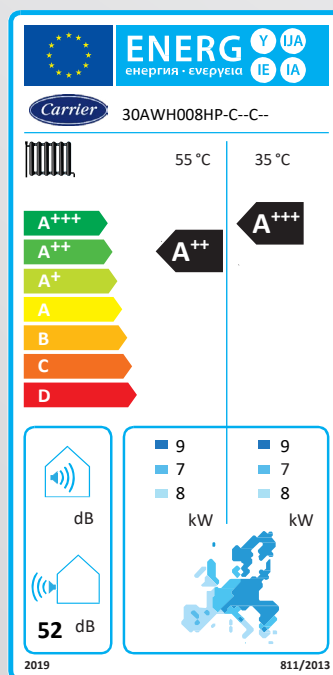 ENERG Y IJA
енергия · ενεργεια IE IA
Carrier 30AWH008HP-C--C--
55 °C 35 °C
A+++ A+++
A++ A++
A+
A
B
C
D
9 9
7 7
8 8
dB kW kW
52 dB
2019 811/2013